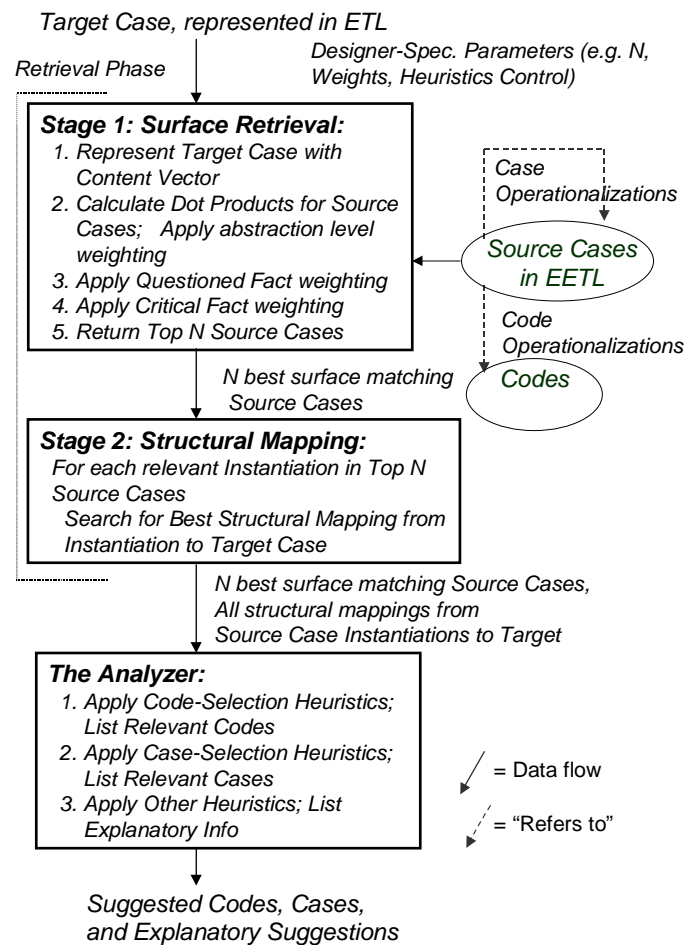 Target Case, represented in ETL
Designer-Spec. Parameters (e.g. N,
Weights, Heuristics Control)
Retrieval Phase
Stage 1: Surface Retrieval:
1. Represent Target Case with
Content Vector
2. Calculate Dot Products for Source
Cases; Apply abstraction level
weighting
3. Apply Questioned Fact weighting
4. Apply Critical Fact weighting
5. Return Top N Source Cases
Case
Operationalizations
Source Cases
in EETL
Code
Operationalizations
Codes
N best surface matching
Source Cases
Stage 2: Structural Mapping:
For each relevant Instantiation in Top N
Source Cases
Search for Best Structural Mapping from
Instantiation to Target Case
N best surface matching Source Cases,
All structural mappings from
Source Case Instantiations to Target
The Analyzer:
1. Apply Code-Selection Heuristics;
List Relevant Codes
2. Apply Case-Selection Heuristics;
List Relevant Cases
3. Apply Other Heuristics; List
Explanatory Info
= Data flow
= “Refers to”
Suggested Codes, Cases,
and Explanatory Suggestions